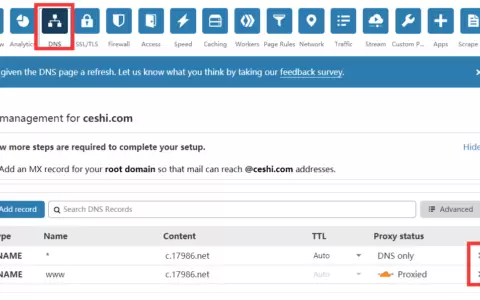 w Analytics DNS SSL/TLS Firewall Access Speed Caching Workers Page Rules Network Traffic Stream Custom P... Apps Scrape
given the DNS page a refresh. Let us know what you think by taking our feedback survey.
management for ceshi.com
w more steps are required to complete your setup. Hide
Add an MX record for your root domain so that mail can reach @ceshi.com addresses.
Add record Search DNS Records Advanced
ype Name Content TTL Proxy status
NAME * c.17986.net Auto DNS only
NAME www c.17986.net Auto Proxied